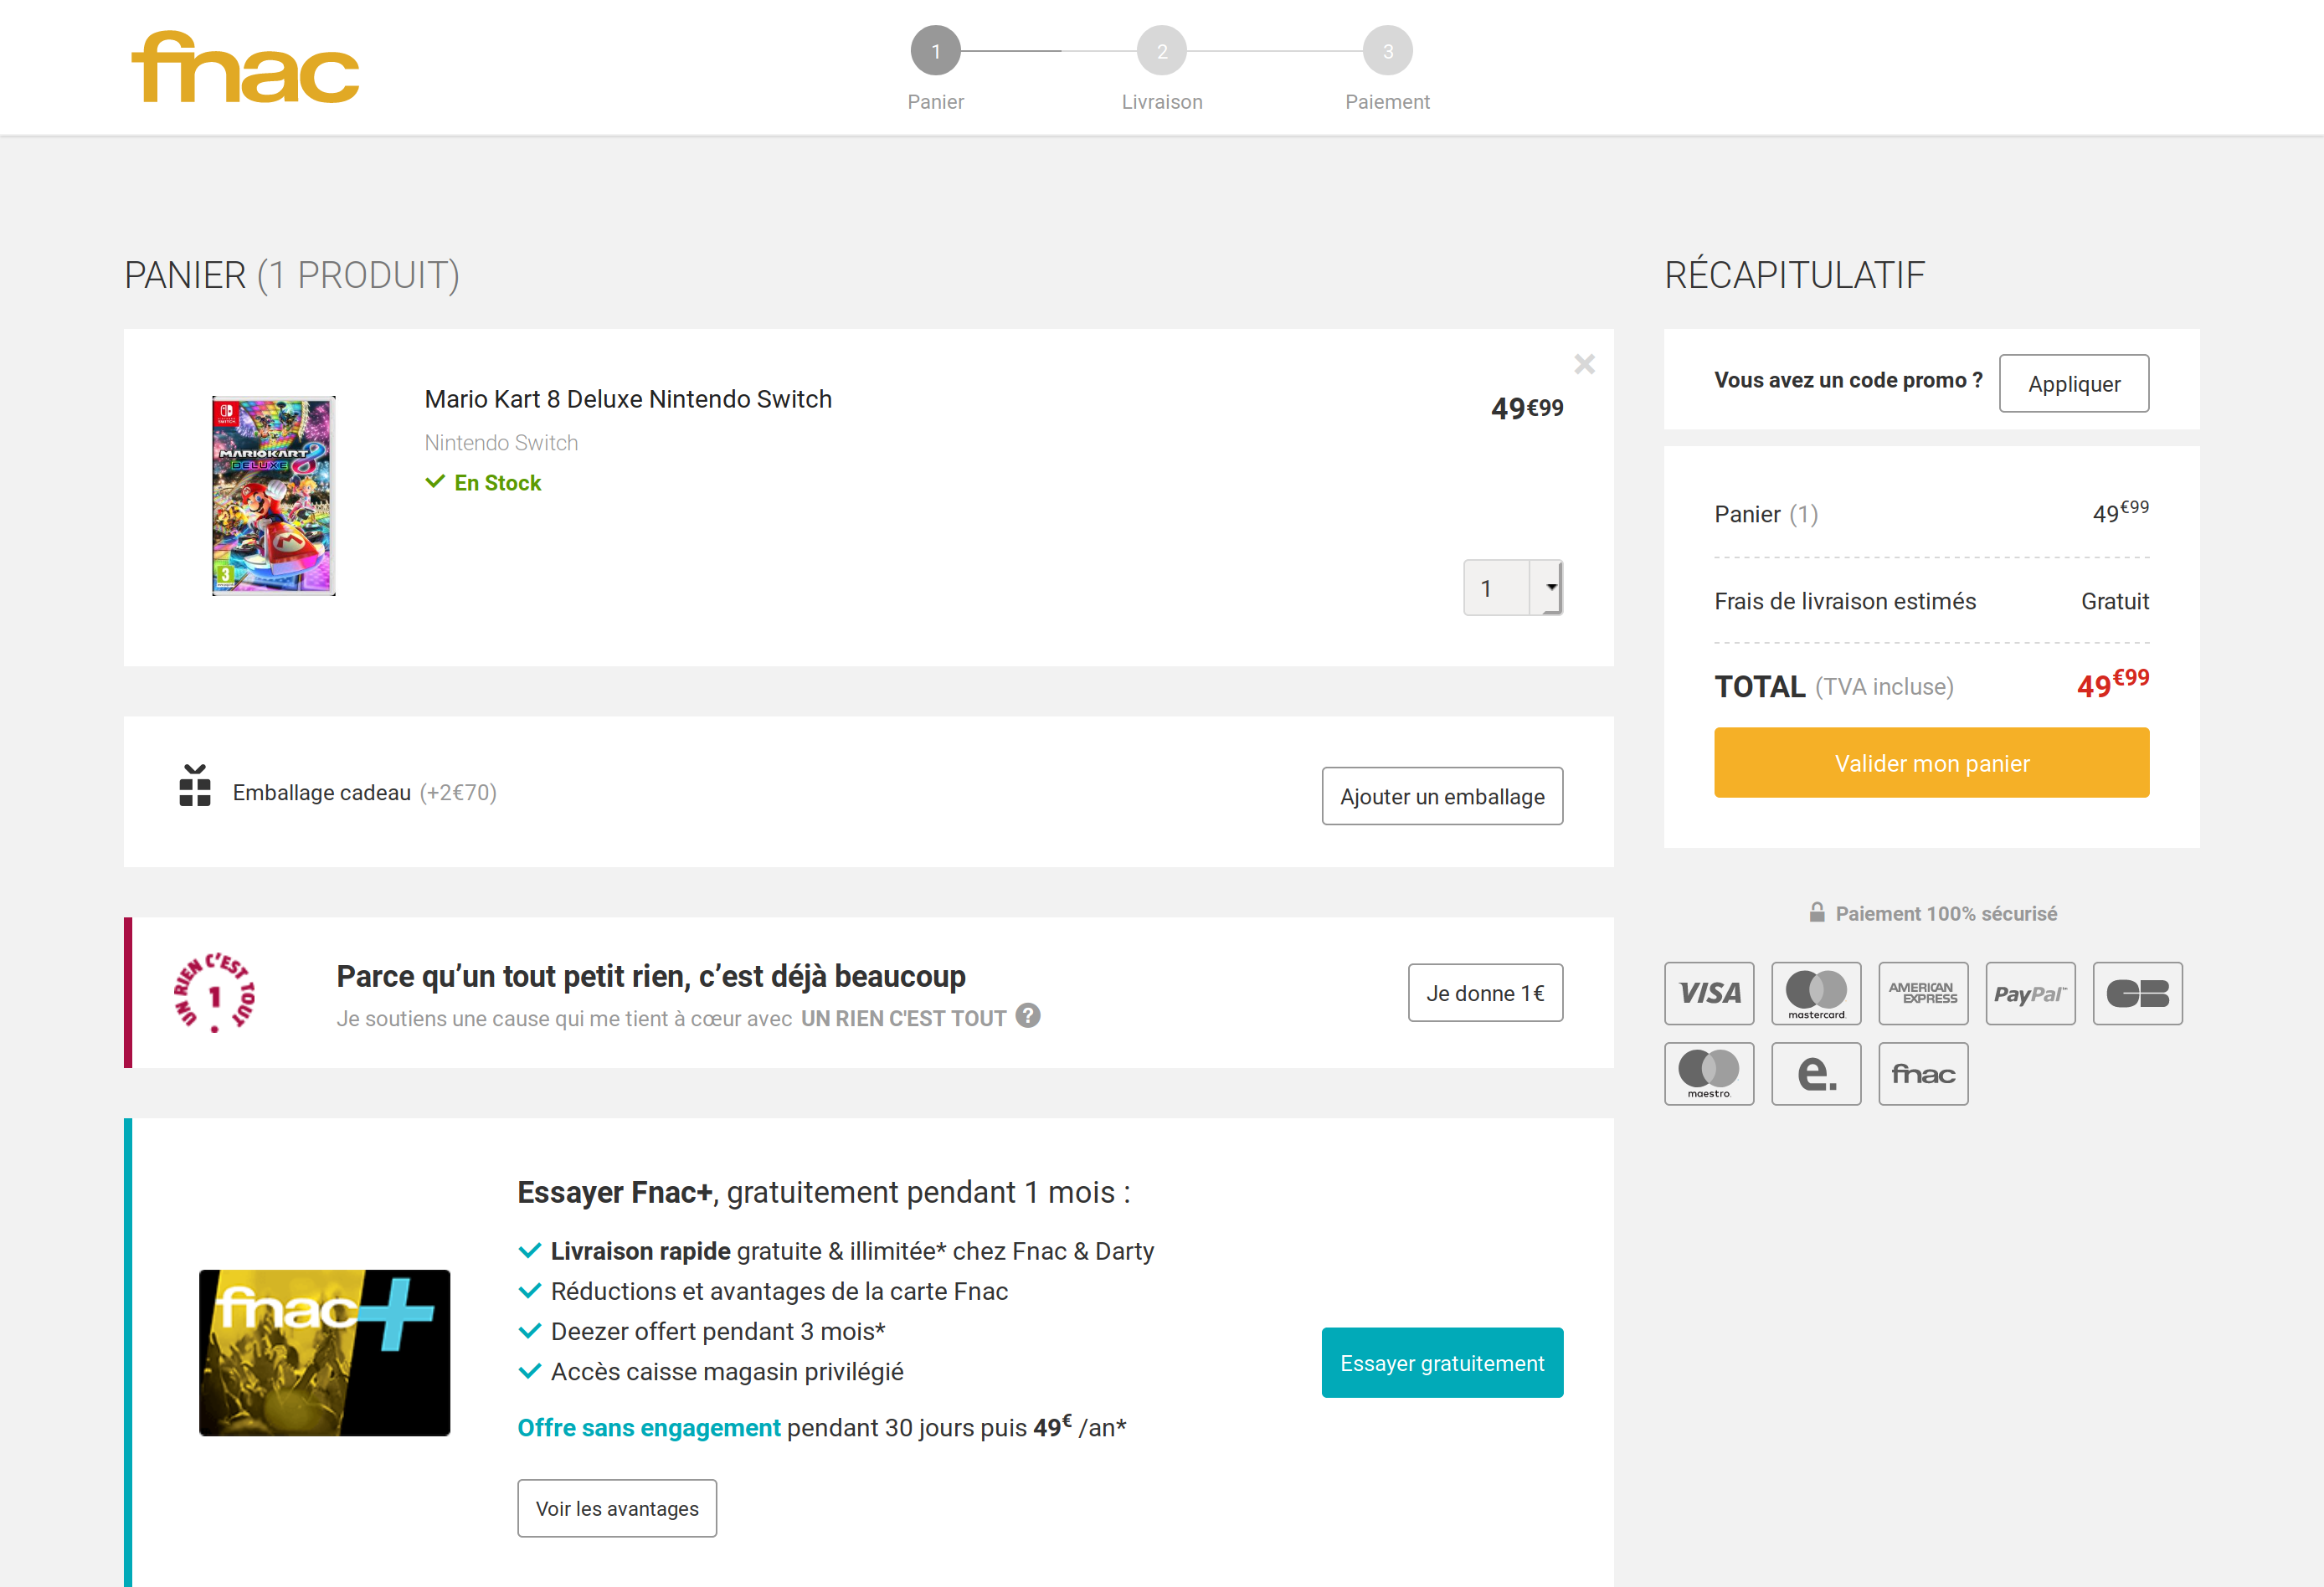 fnac
1 2 3
Panier Livraison Paiement
PANIER (1 PRODUIT)
Mario Kart 8 Deluxe Nintendo Switch
49€99
Nintendo Switch
En Stock
MARIOKART 8
DELUXE
3
1
Emballage cadeau (+2€70)
Ajouter un emballage
UN RIEN C'EST TOUT
1
Parce qu’un tout petit rien, c’est déjà beaucoup
Je soutiens une cause qui me tient à cœur avec UN RIEN C'EST TOUT ?
Je donne 1€
fnac+
Essayer Fnac+, gratuitement pendant 1 mois :
Livraison rapide gratuite & illimitée* chez Fnac & Darty
Réductions et avantages de la carte Fnac
Deezer offert pendant 3 mois*
Accès caisse magasin privilégié
Offre sans engagement pendant 30 jours puis 49€ /an*
Voir les avantages
Essayer gratuitement
RÉCAPITULATIF
Vous avez un code promo ?
Appliquer
Panier (1) 49€99
Frais de livraison estimés Gratuit
TOTAL (TVA incluse) 49€99
Valider mon panier
Paiement 100% sécurisé
VISA
mastercard.
AMERICAN
EXPRESS
PayPal™
CB
maestro.
e.
fnac